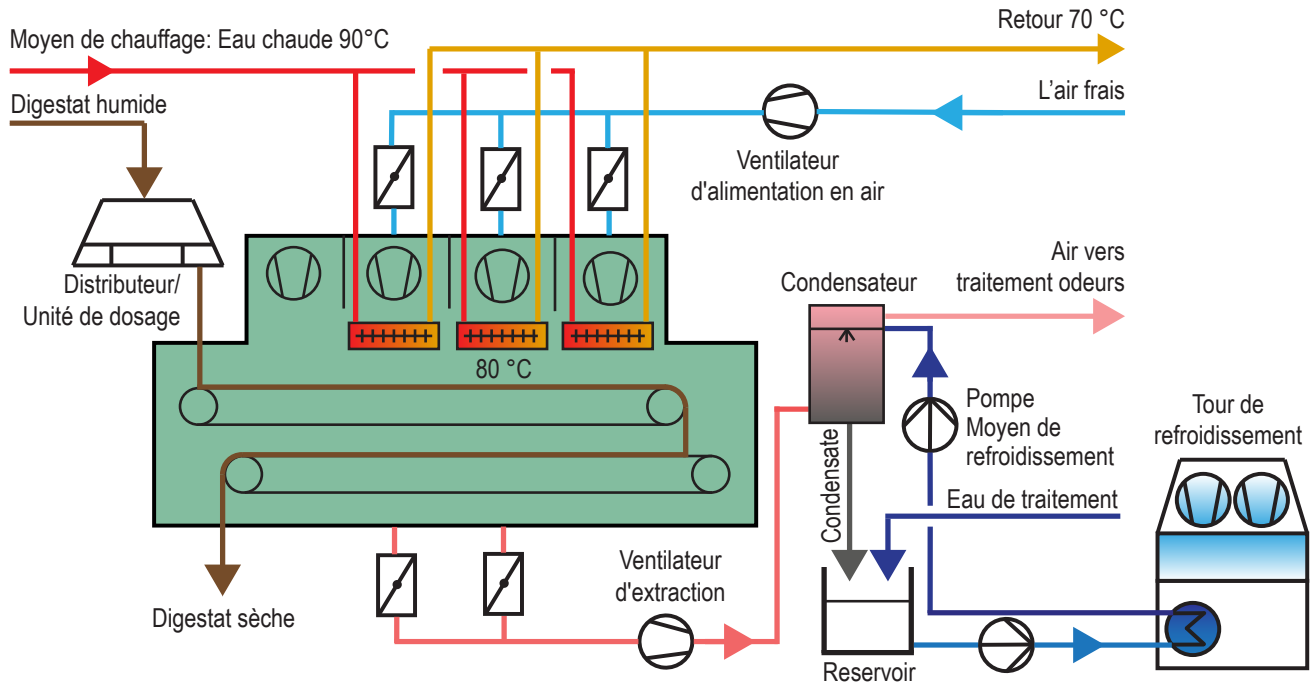 Retour 70 °C
Moyen de chauffage: Eau chaude 90°C
L'air frais
Digestat humide
Ventilateur
d'alimentation en air
Distributeur/
Unité de dosage
Air vers
traitement odeurs
Condensateur
80 °C
Pompe
Moyen de
refroidissement
Tour de
refroidissement
Condensate
Eau de traitement
Ventilateur
d'extraction
Digestat sèche
Reservoir